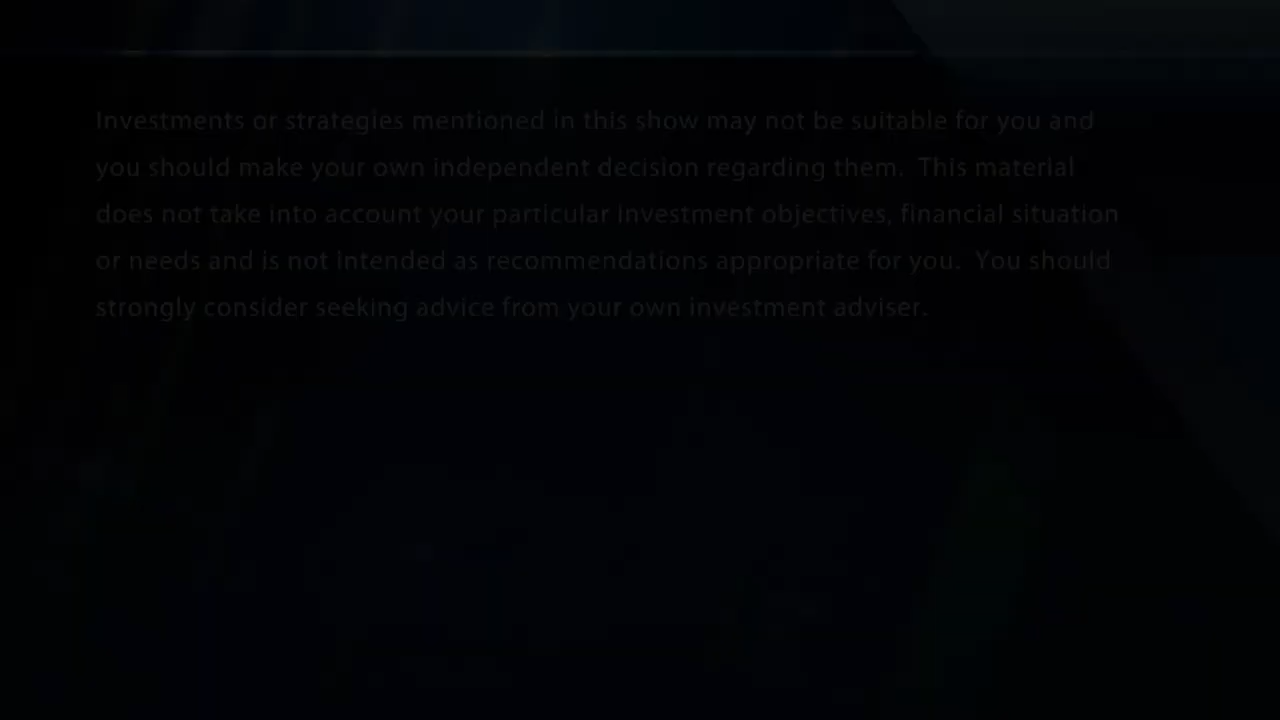 Investments or strategies mentioned in this show may not be suitable for you and
you should make your own independent decision regarding them.  This material
does not take into account your particular investment objectives, financial situation
or needs and is not intended as recommendations appropriate for you.  You should
strongly consider seeking advice from your own investment adviser.